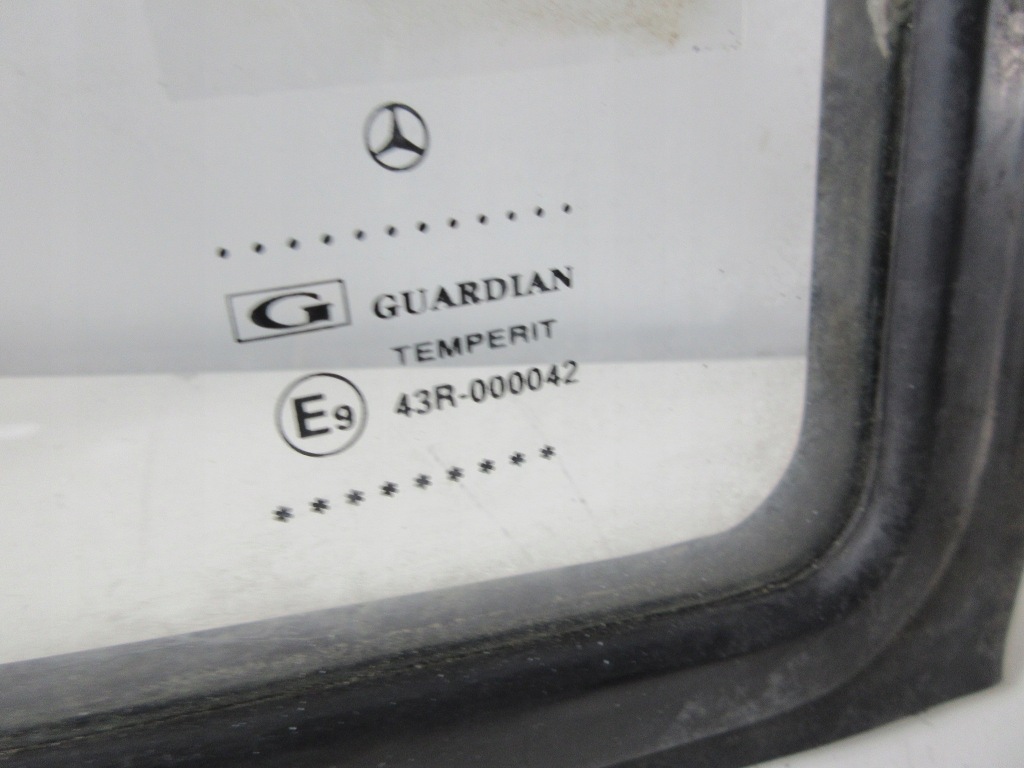 ...........
G GUARDIAN
TEMPERIT
E9 43R-000042
*********